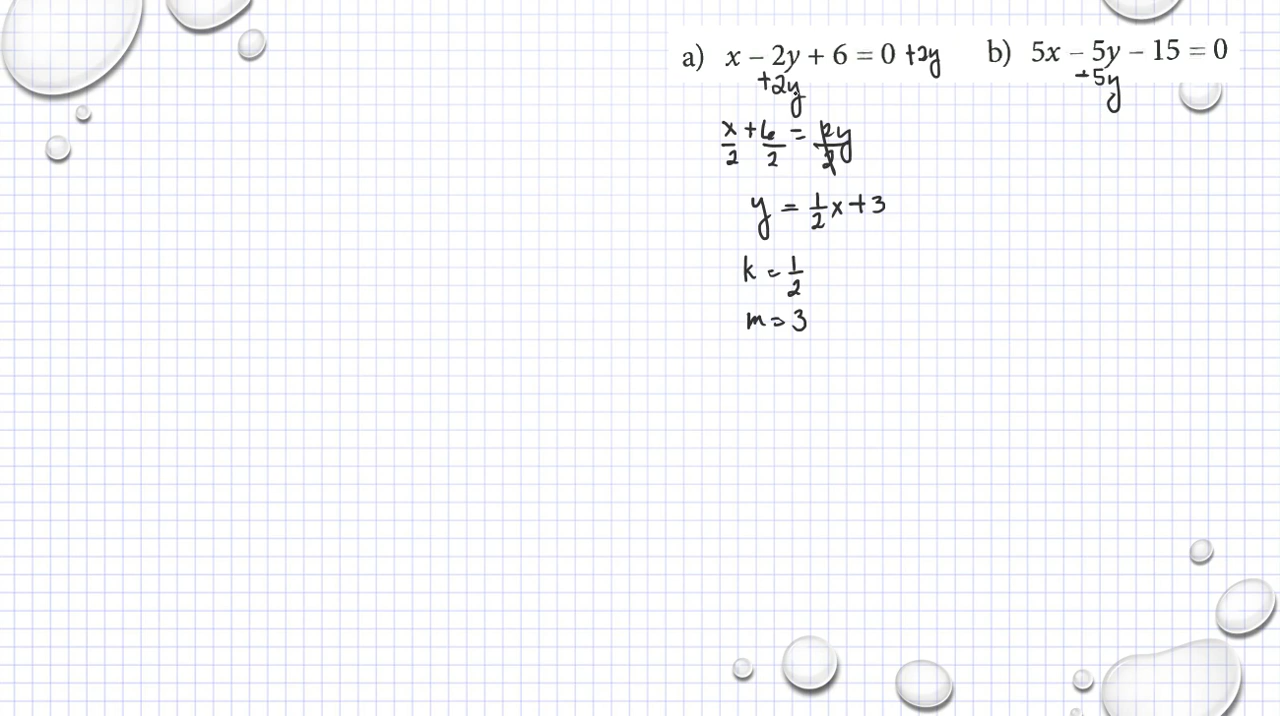 a) x − 2y + 6 = 0 +2y
+2y
x/2 + 6/2 = 2y/2
y = 1/2 x + 3
k = 1/2
m = 3
b) 5x − 5y − 15 = 0
+5y